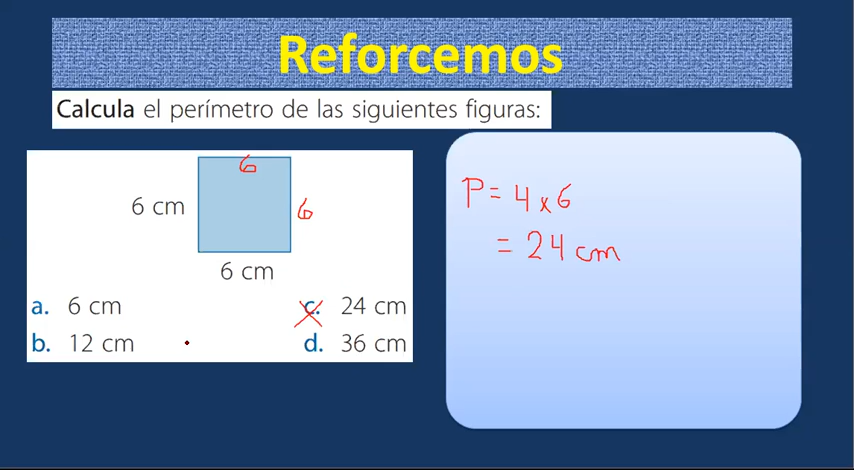 Reforcemos
Calcula el perímetro de las siguientes figuras:
6
6 cm
6
6 cm
a. 6 cm
c. 24 cm
b. 12 cm
d. 36 cm
P = 4 x 6
= 24 cm